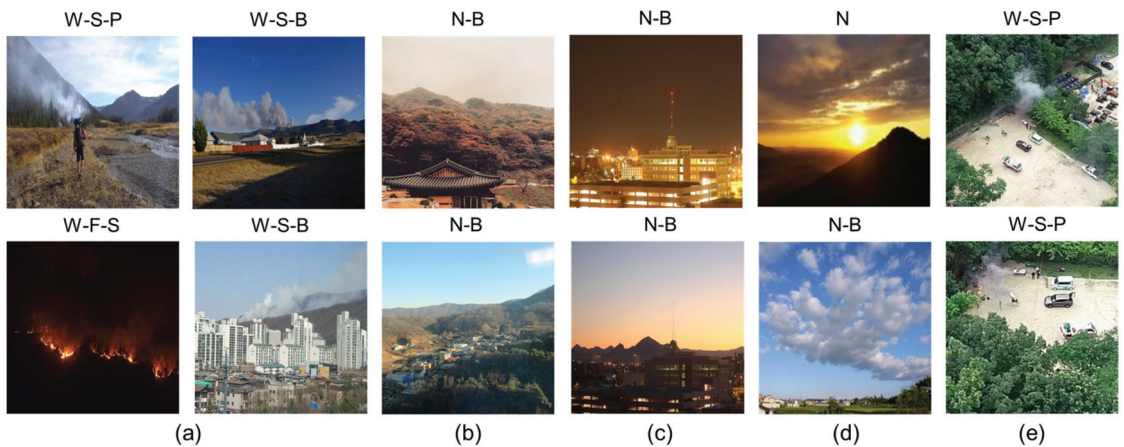 W-S-P W-S-B N-B N-B N W-S-P
W-F-S W-S-B N-B N-B N-B W-S-P
(a) (b) (c) (d) (e)